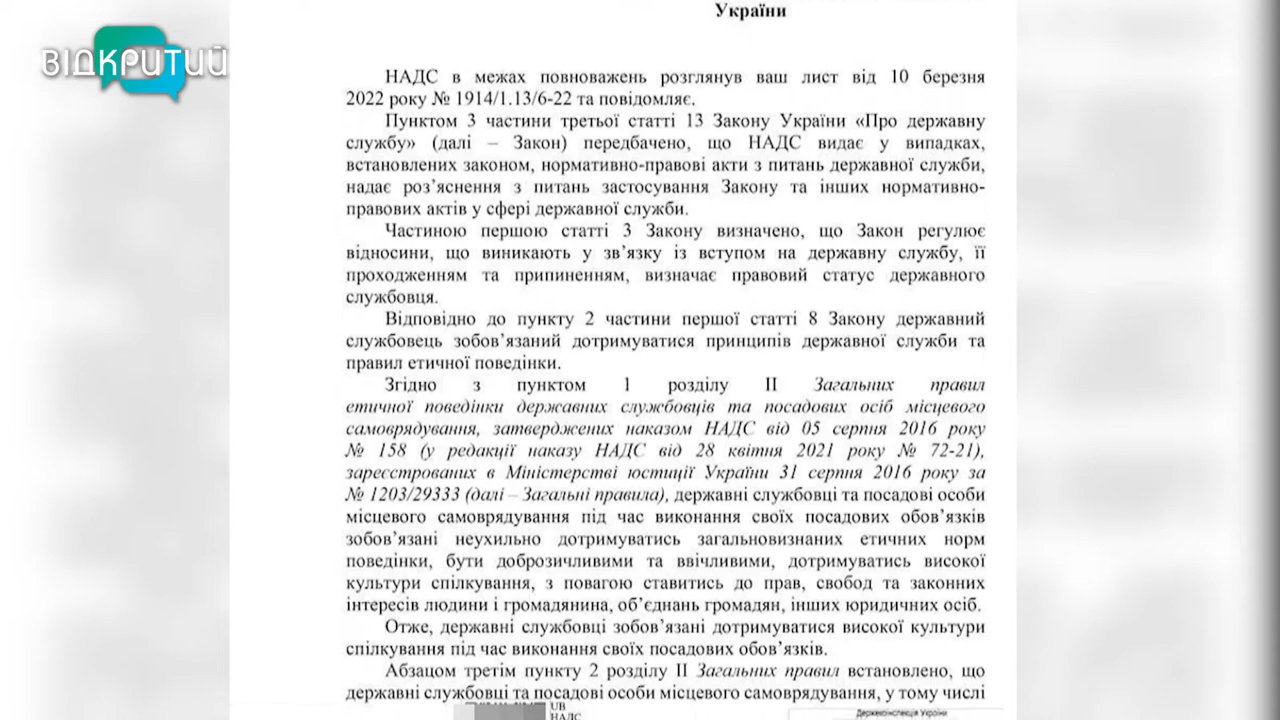 України
ВІДКРИТИЙ
НАДС в межах повноважень розглянув ваш лист від 10 березня
2022 року № 1914/1.13/6-22 та повідомляє.
Пунктом 3 частини третьої статті 13 Закону України «Про державну
службу» (далі – Закон) передбачено, що НАДС видає у випадках,
встановлених законом, нормативно-правові акти з питань державної служби,
надає роз’яснення з питань застосування Закону та інших нормативно-
правових актів у сфері державної служби.
Частиною першою статті 3 Закону визначено, що Закон регулює
відносини, що виникають у зв’язку із вступом на державну службу, її
проходженням та припиненням, визначає правовий статус державного
службовця.
Відповідно до пункту 2 частини першої статті 8 Закону державний
службовець зобов’язаний дотримуватися принципів державної служби та
правил етичної поведінки.
Згідно з пунктом 1 розділу II Загальних правил
етичної поведінки державних службовців та посадових осіб місцевого
самоврядування, затверджених наказом НАДС від 05 серпня 2016 року
№ 158 (у редакції наказу НАДС від 28 квітня 2021 року № 72-21),
зареєстрованих в Міністерстві юстиції України 31 серпня 2016 року за
№ 1203/29333 (далі – Загальні правила), державні службовці та посадові особи
місцевого самоврядування під час виконання своїх посадових обов’язків
зобов’язані неухильно дотримуватись загальновизнаних етичних норм
поведінки, бути доброзичливими та ввічливими, дотримуватись високої
культури спілкування, з повагою ставитись до прав, свобод та законних
інтересів людини і громадянина, об’єднань громадян, інших юридичних осіб.
Отже, державні службовці зобов’язані дотримуватися високої культури
спілкування під час виконання своїх посадових обов’язків.
Абзацом третім пункту 2 розділу II Загальних правил встановлено, що
державні службовці та посадові особи місцевого самоврядування, у тому числі
UB
НАДС
Держекоінспекція України